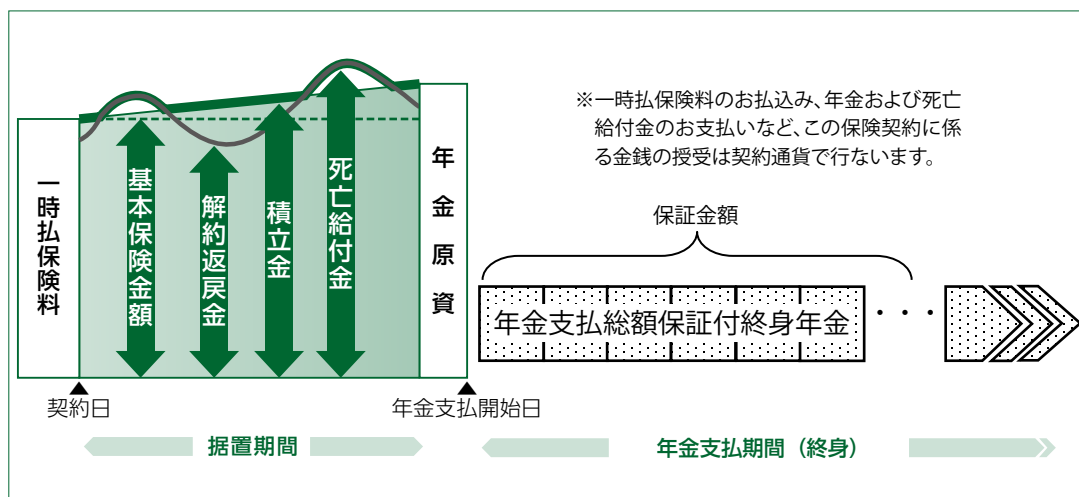 ※一時払保険料のお払込み、年金および死亡
給付金のお支払いなど、この保険契約に係
る金銭の授受は契約通貨で行ないます。
一時払保険料
基本保険金額
解約返戻金
積立金
死亡給付金
年金原資
保証金額
年金支払総額保証付終身年金
・・・
契約日
年金支払開始日
据置期間
年金支払期間（終身）